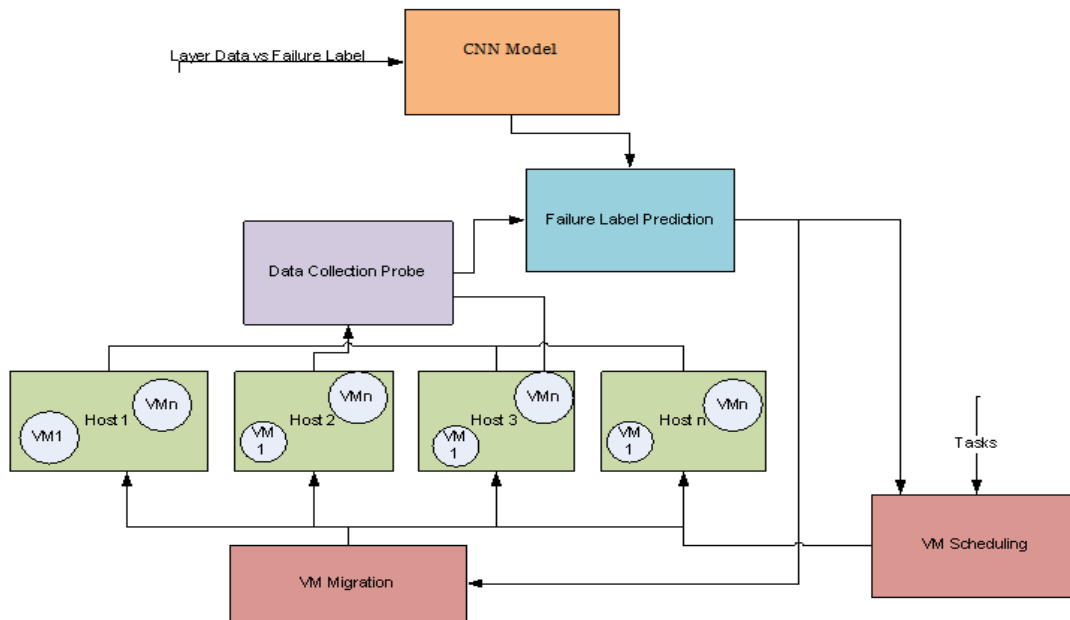 CNN Model
Layer Data vs Failure Label
Failure Label Prediction
Data Collection Probe
VM1
Host 1
VMn
VM
1
Host 2
VMn
VM
1
Host 3
VMn
VM
1
Host n
VMn
Tasks
VM Scheduling
VM Migration